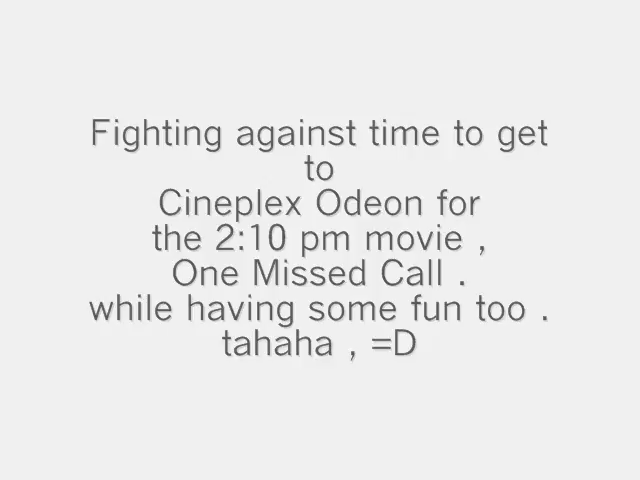 Fighting against time to get
to
Cineplex Odeon for
the 2:10 pm movie ,
One Missed Call .
while having some fun too .
tahaha , =D